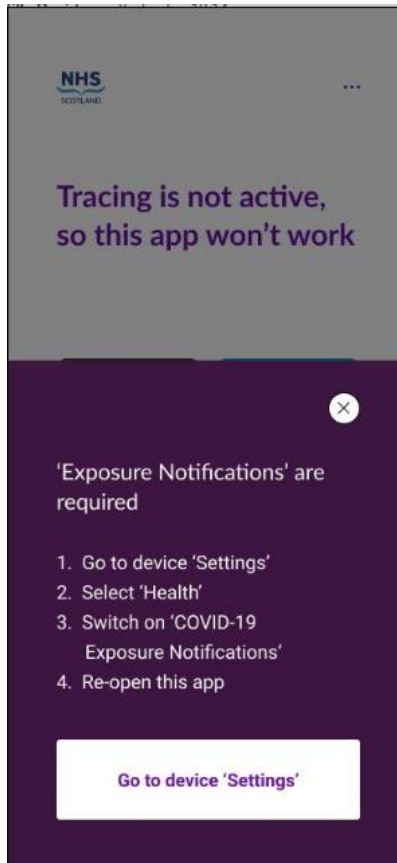 NHS
SCOTLAND
...
Tracing is not active,
so this app won't work
‘Exposure Notifications’ are
required
1. Go to device ‘Settings’
2. Select ‘Health’
3. Switch on ‘COVID-19
Exposure Notifications’
4. Re-open this app
Go to device ‘Settings’